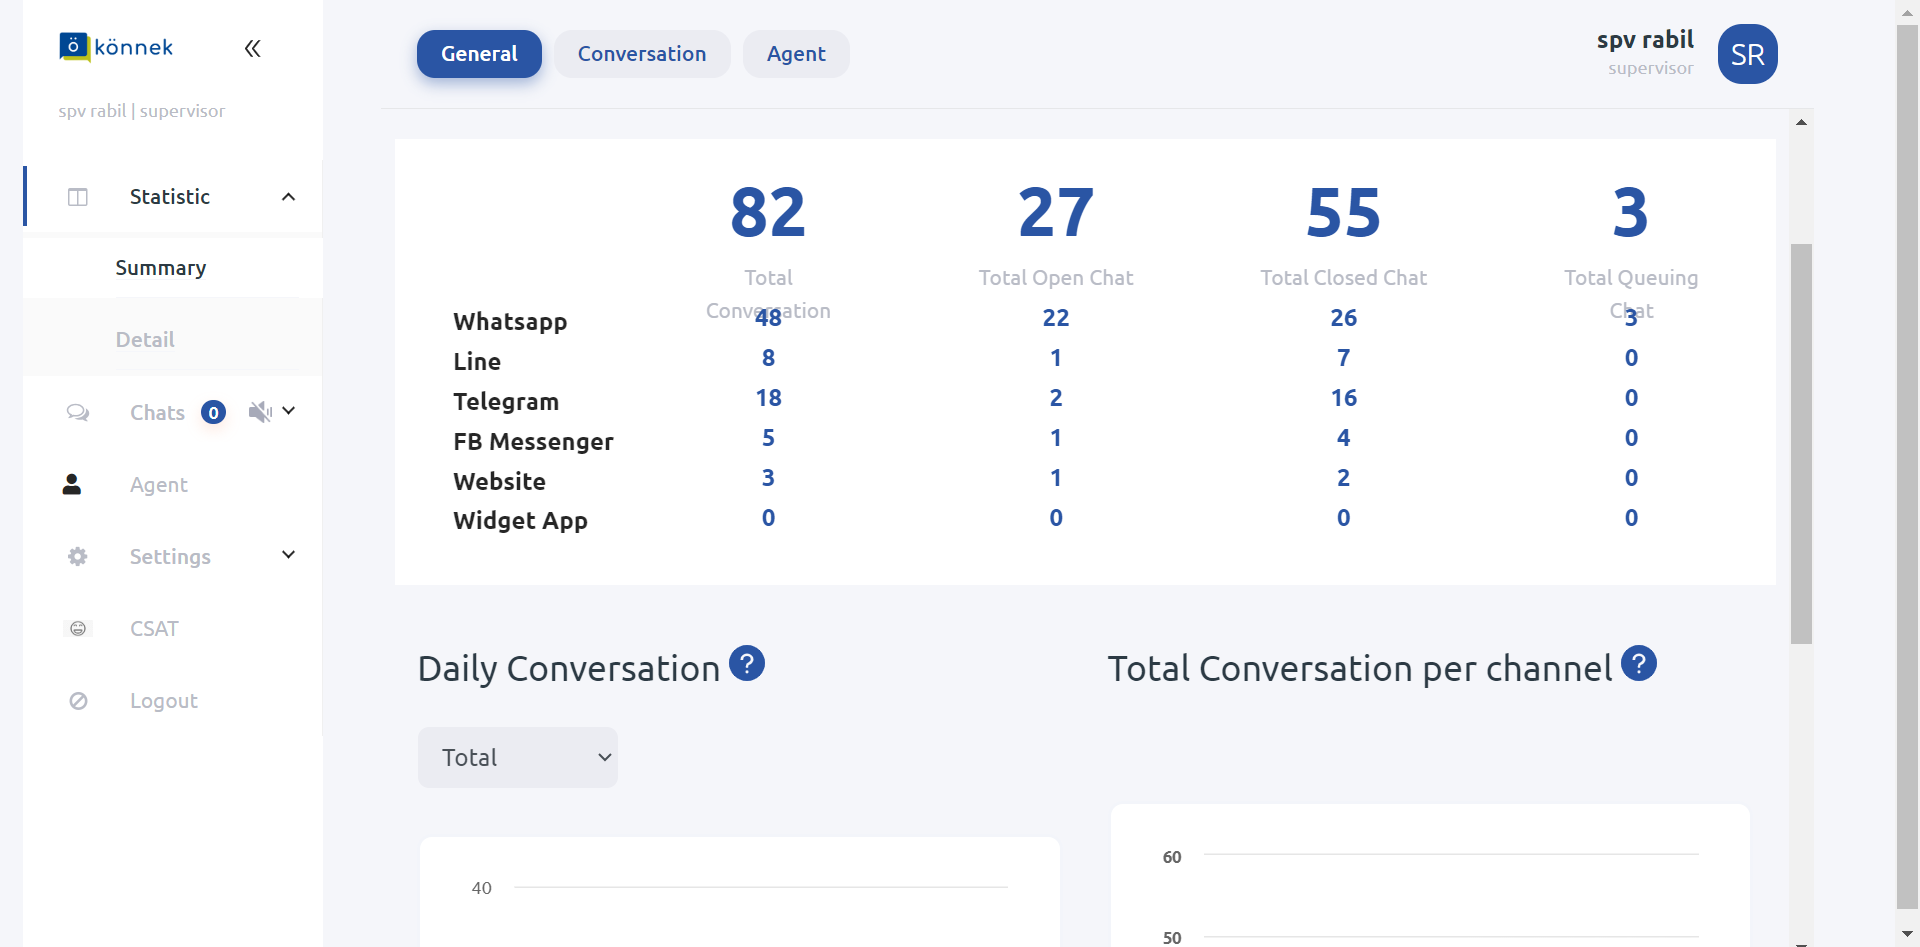 ö könnek
spv rabil | supervisor
Statistic
Summary
Detail
Chats 0
Agent
Settings
CSAT
Logout
General Conversation Agent
spv rabil
supervisor
SR
82 27 55 3
Total Conversation Total Open Chat Total Closed Chat Total Queuing Chat
Whatsapp 48 22 26 3
Line 8 1 7 0
Telegram 18 2 16 0
FB Messenger 5 1 4 0
Website 3 1 2 0
Widget App 0 0 0 0
Daily Conversation ?
Total
40
Total Conversation per channel ?
60
50